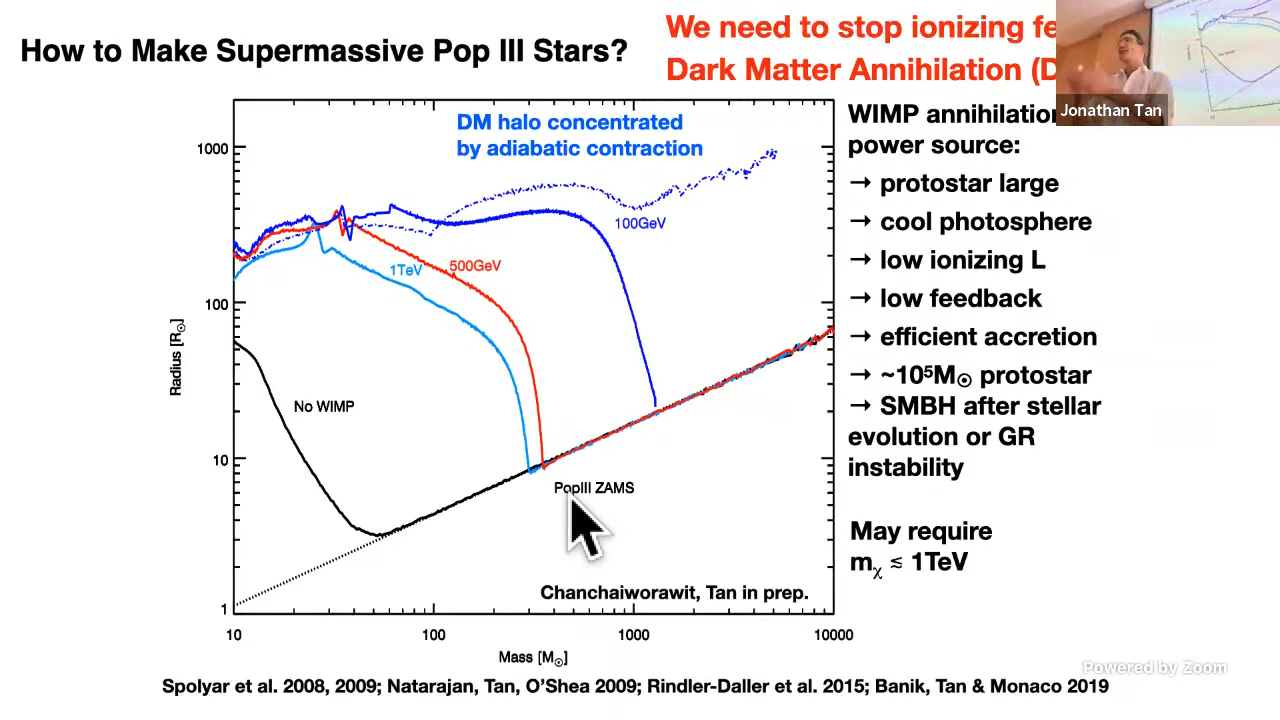 How to Make Supermassive Pop III Stars?
We need to stop ionizing
Dark Matter Annihilation
Jonathan Tan
WIMP
power source:
→ protostar large
→ cool photosphere
→ low ionizing L
→ low feedback
→ efficient accretion
→ ~10⁵M☉ protostar
→ SMBH after stellar
evolution or GR
instability
May require
mχ ≲ 1TeV
DM halo concentrated
by adiabatic contraction
1000
100
10
1
Radius [R☉]
100GeV
500GeV
1TeV
No WIMP
PopIII ZAMS
Chanchaiworawit, Tan in prep.
10
100
1000
10000
Mass [M☉]
Powered by Zoom
Spolyar et al. 2008, 2009; Natarajan, Tan, O'Shea 2009; Rindler-Daller et al. 2015; Banik, Tan & Monaco 2019